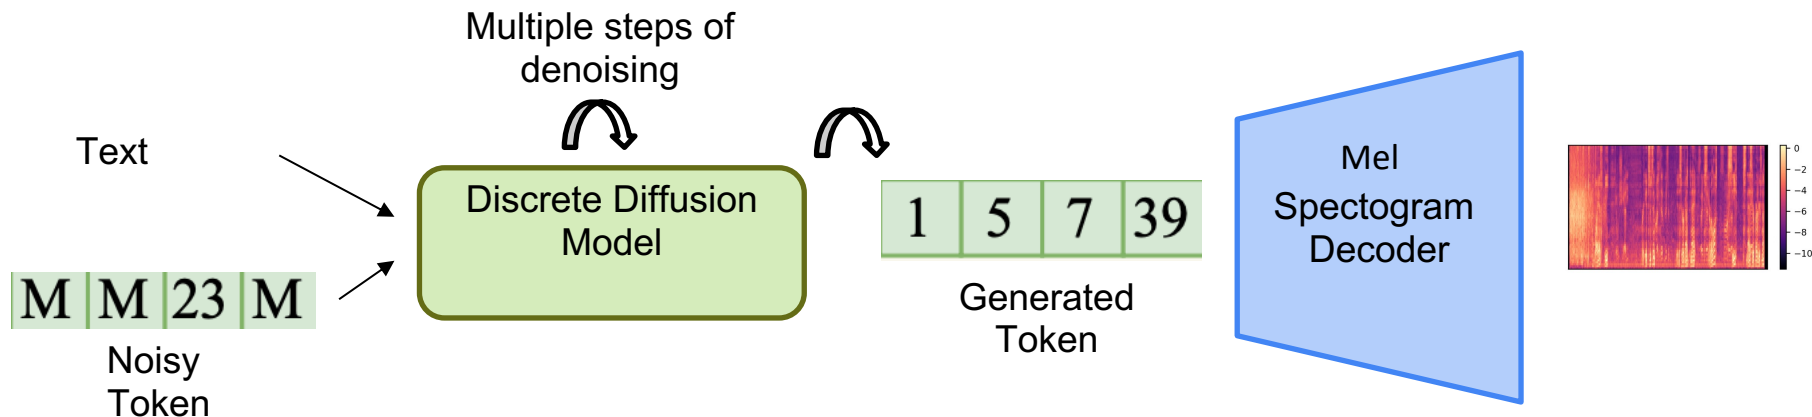 Multiple steps of
denoising
Text
Discrete Diffusion
Model
M M 23 M
Noisy
Token
1 5 7 39
Generated
Token
Mel
Spectogram
Decoder
0
−2
−4
−6
−8
−10